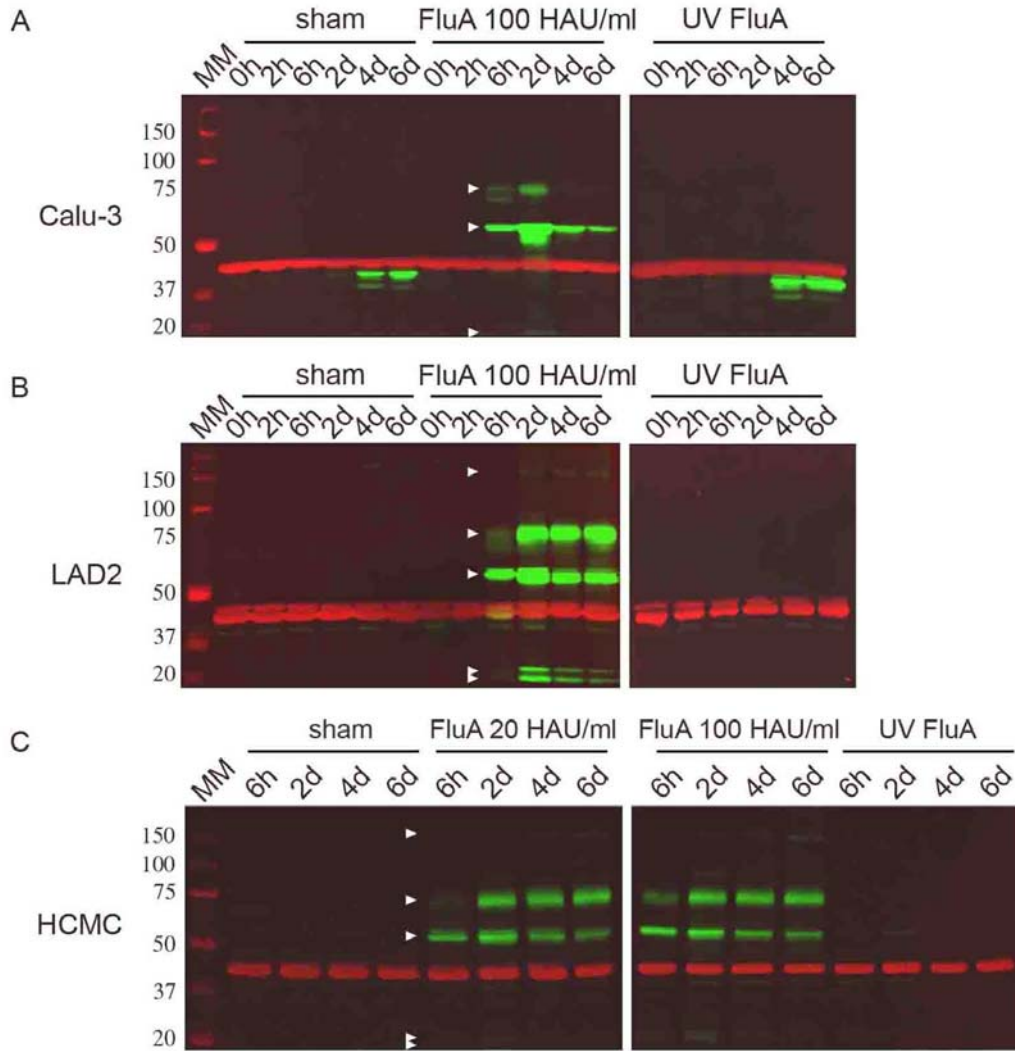 A
sham FluA 100 HAU/ml UV FluA
MM 0h 2h 6h 2d 4d 6d 0h 2h 6h 2d 4d 6d 0h 2h 6h 2d 4d 6d
150
100
75
Calu-3
50
37
20
B
sham FluA 100 HAU/ml UV FluA
MM 0h 2h 6h 2d 4d 6d 0h 2h 6h 2d 4d 6d 0h 2h 6h 2d 4d 6d
150
100
75
LAD2
50
37
20
C
sham FluA 20 HAU/ml FluA 100 HAU/ml UV FluA
MM 6h 2d 4d 6d 6h 2d 4d 6d 6h 2d 4d 6d 6h 2d 4d 6d
150
100
75
HCMC
50
37
20